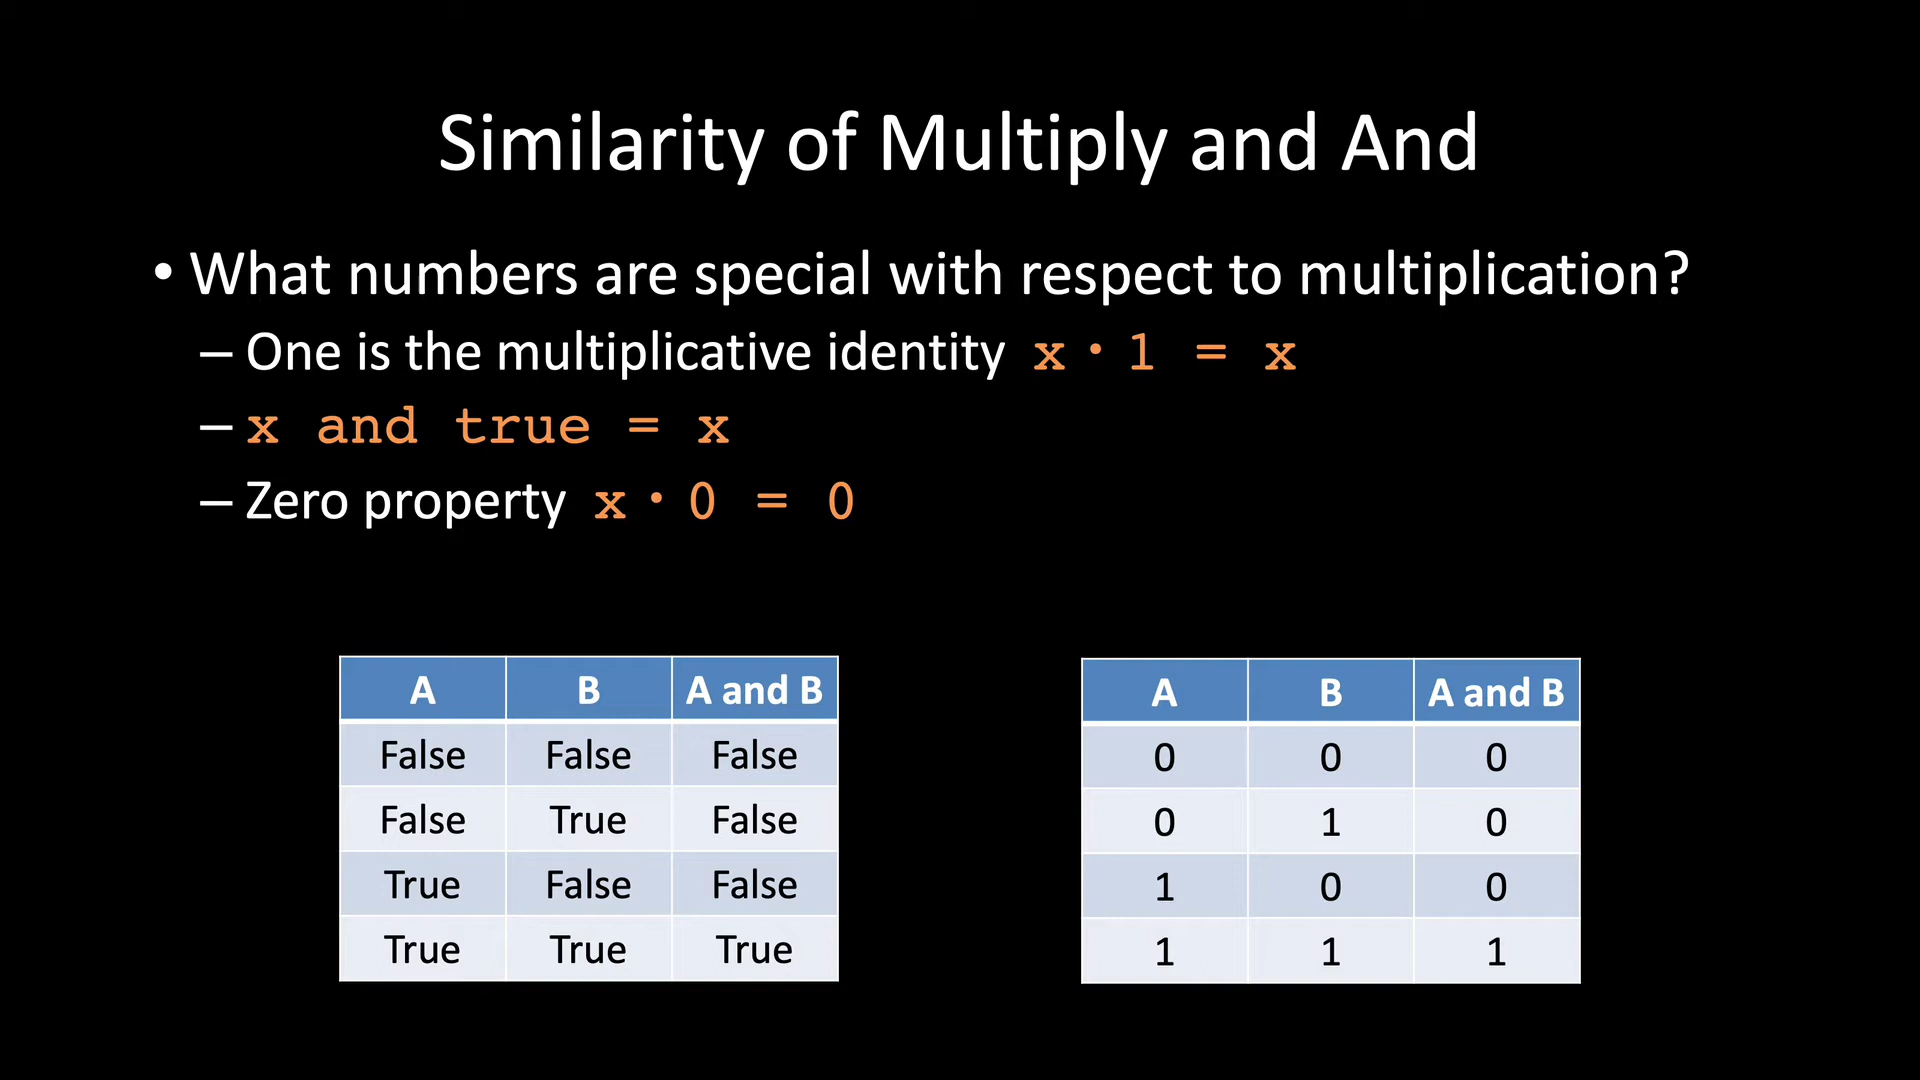 Similarity of Multiply and And
• What numbers are special with respect to multiplication?
– One is the multiplicative identity x · 1 = x
– x and true = x
– Zero property x · 0 = 0
A B A and B
False False False
False True False
True False False
True True True
A B A and B
0 0 0
0 1 0
1 0 0
1 1 1